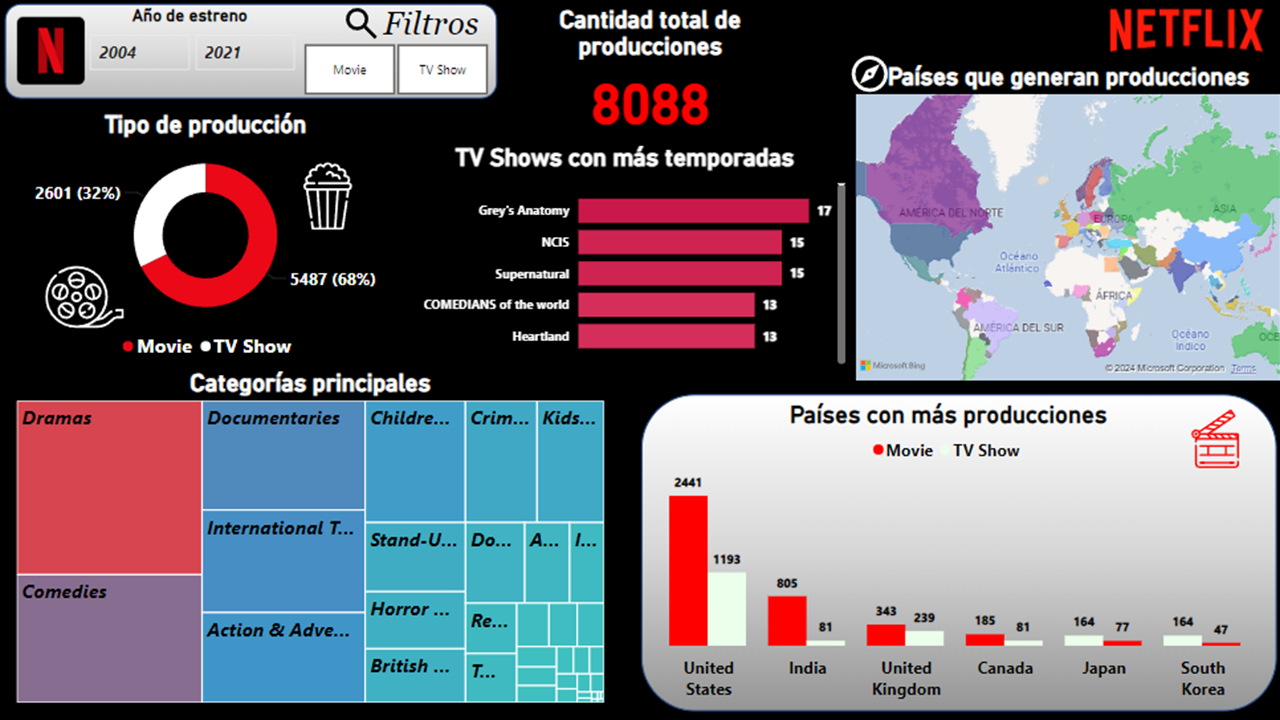 N
Año de estreno
2004
2021
Filtros
Movie
TV Show
Cantidad total de
producciones
8088
NETFLIX
Países que generan producciones
Tipo de producción
2601 (32%)
5487 (68%)
Movie TV Show
TV Shows con más temporadas
Grey's Anatomy 17
NCIS 15
Supernatural 15
COMEDIANS of the world 13
Heartland 13
AMÉRICA DEL NORTE
EUROPA
ASIA
Océano
Atlántico
ÁFRICA
AMÉRICA DEL SUR
Océano
Índico
OCE
Microsoft Bing
© 2024 Microsoft Corporation Terms
Categorías principales
Dramas
Comedies
Documentaries
International T...
Action & Adve...
Childre...
Stand-U...
Horror ...
British ...
Crim...
Kids...
Do...
A...
I...
Re...
T...
Países con más producciones
Movie TV Show
2441
1193
805
81
343
239
185
81
164
77
164
47
United
States
India
United
Kingdom
Canada
Japan
South
Korea